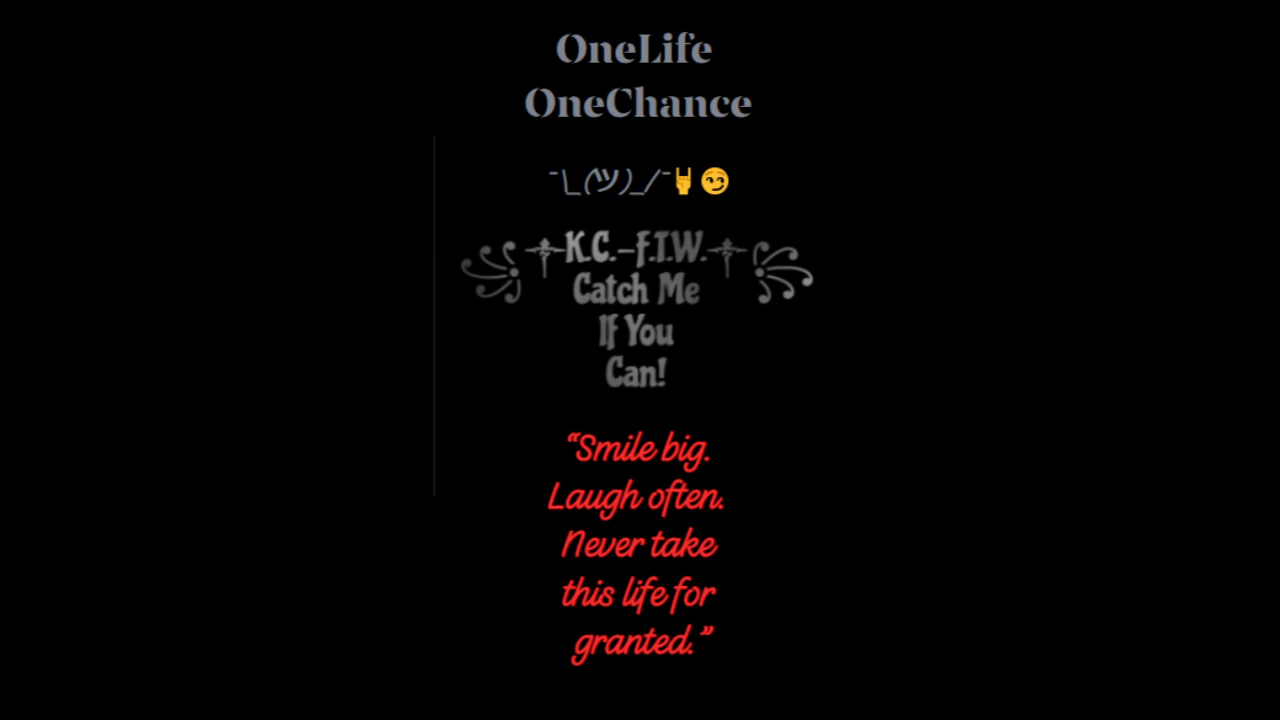 OneLife
OneChance
¯\_(ツ)_/¯🤘😏
†K.C.–F.I.W.†
Catch Me
If You
Can!
“Smile big.
Laugh often.
Never take
this life for
granted.”